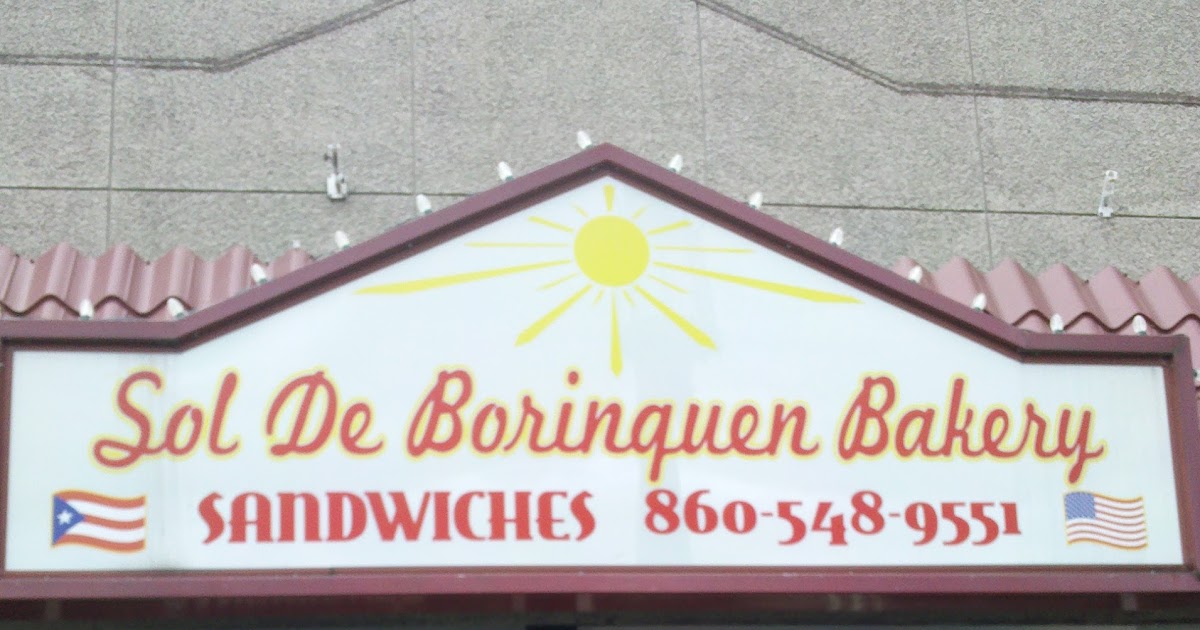 Sol De Borinquen Bakery
SANDWICHES 860-548-9551